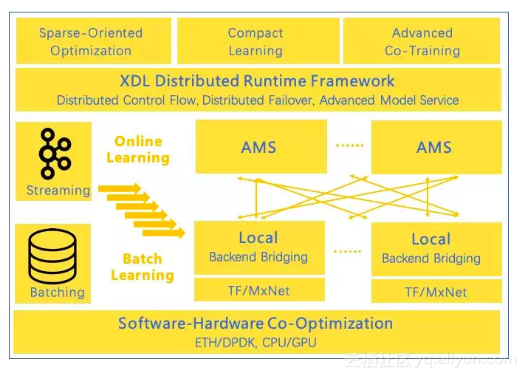 Sparse-Oriented
Optimization
Compact
Learning
Advanced
Co-Training
XDL Distributed Runtime Framework
Distributed Control Flow, Distributed Failover, Advanced Model Service
Streaming
Online
Learning
AMS
......
AMS
Batching
Batch
Learning
Local
Backend Bridging
TF/MxNet
......
Local
Backend Bridging
TF/MxNet
Software-Hardware Co-Optimization
ETH/DPDK, CPU/GPU
云栖社区 yq.aliyun.com